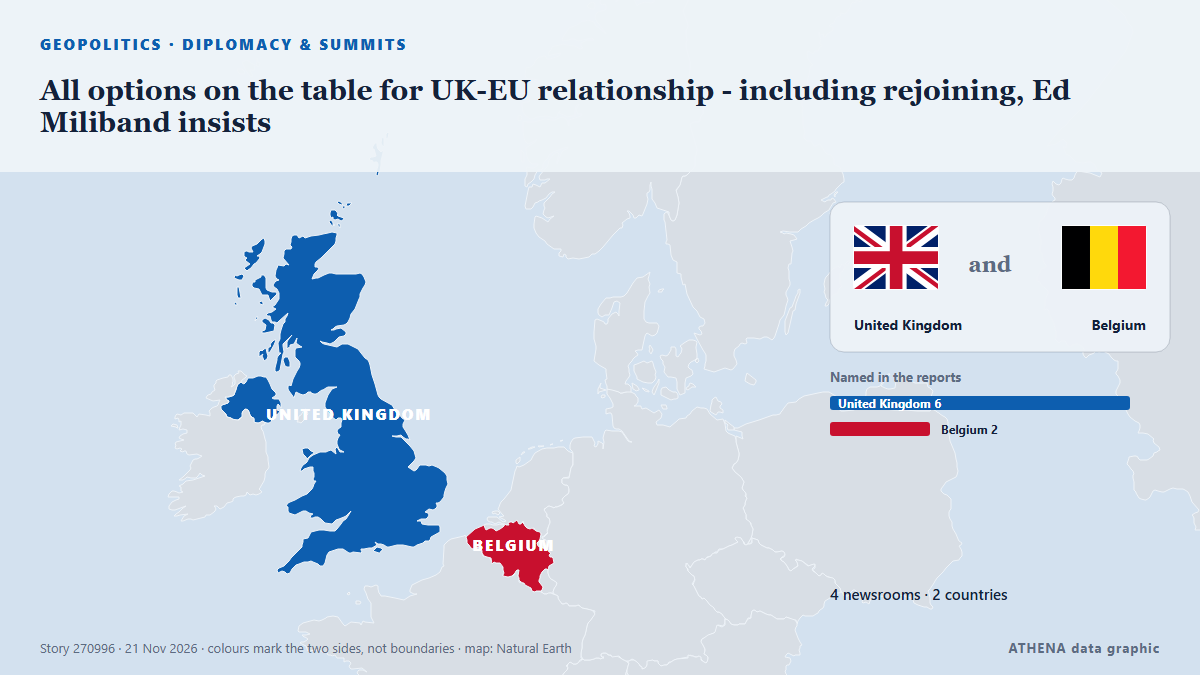 GEOPOLITICS · DIPLOMACY & SUMMITS
All options on the table for UK-EU relationship - including rejoining, Ed
Miliband insists
and
United Kingdom
Belgium
Named in the reports
United Kingdom 6
Belgium 2
UNITED KINGDOM
BELGIUM
4 newsrooms · 2 countries
Story 270996 · 21 Nov 2026 · colours mark the two sides, not boundaries · map: Natural Earth
ATHENA data graphic